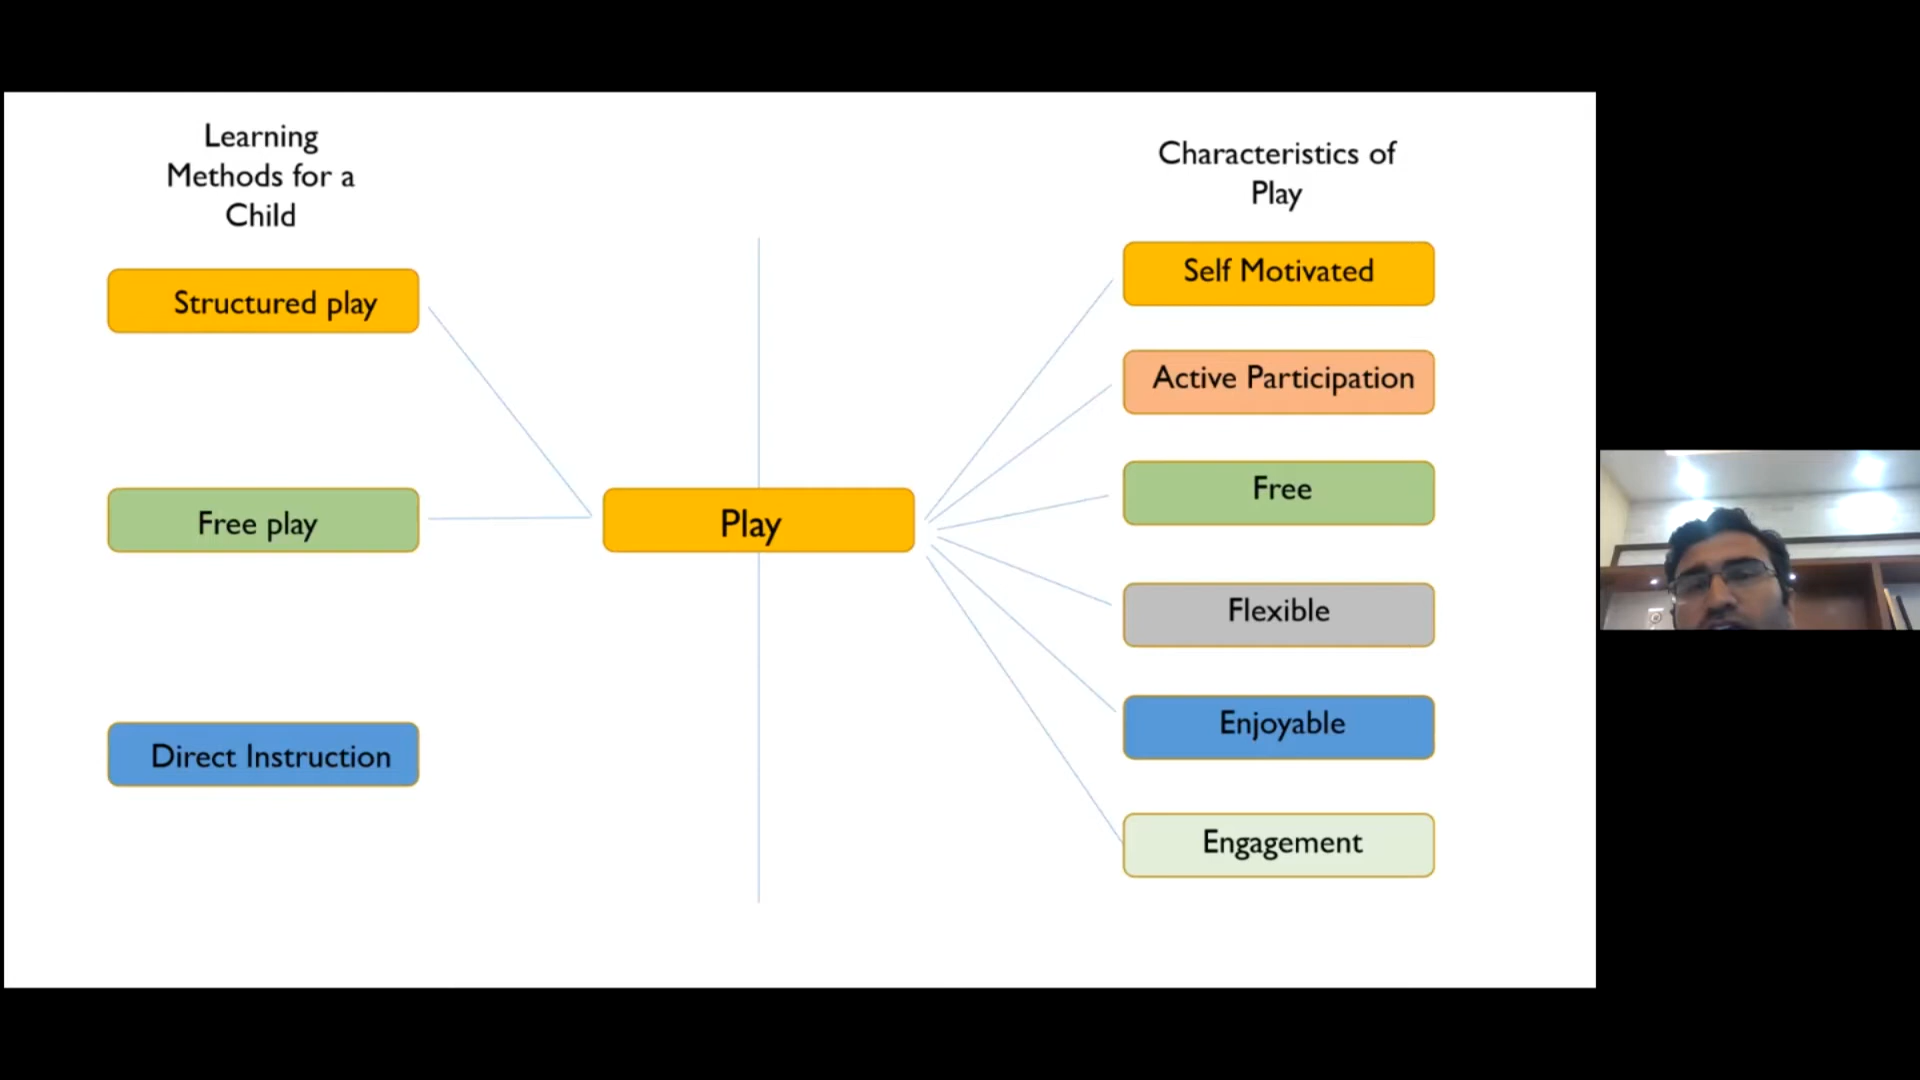 Learning
Methods for a
Child
Structured play
Free play
Direct Instruction
Play
Characteristics of
Play
Self Motivated
Active Participation
Free
Flexible
Enjoyable
Engagement